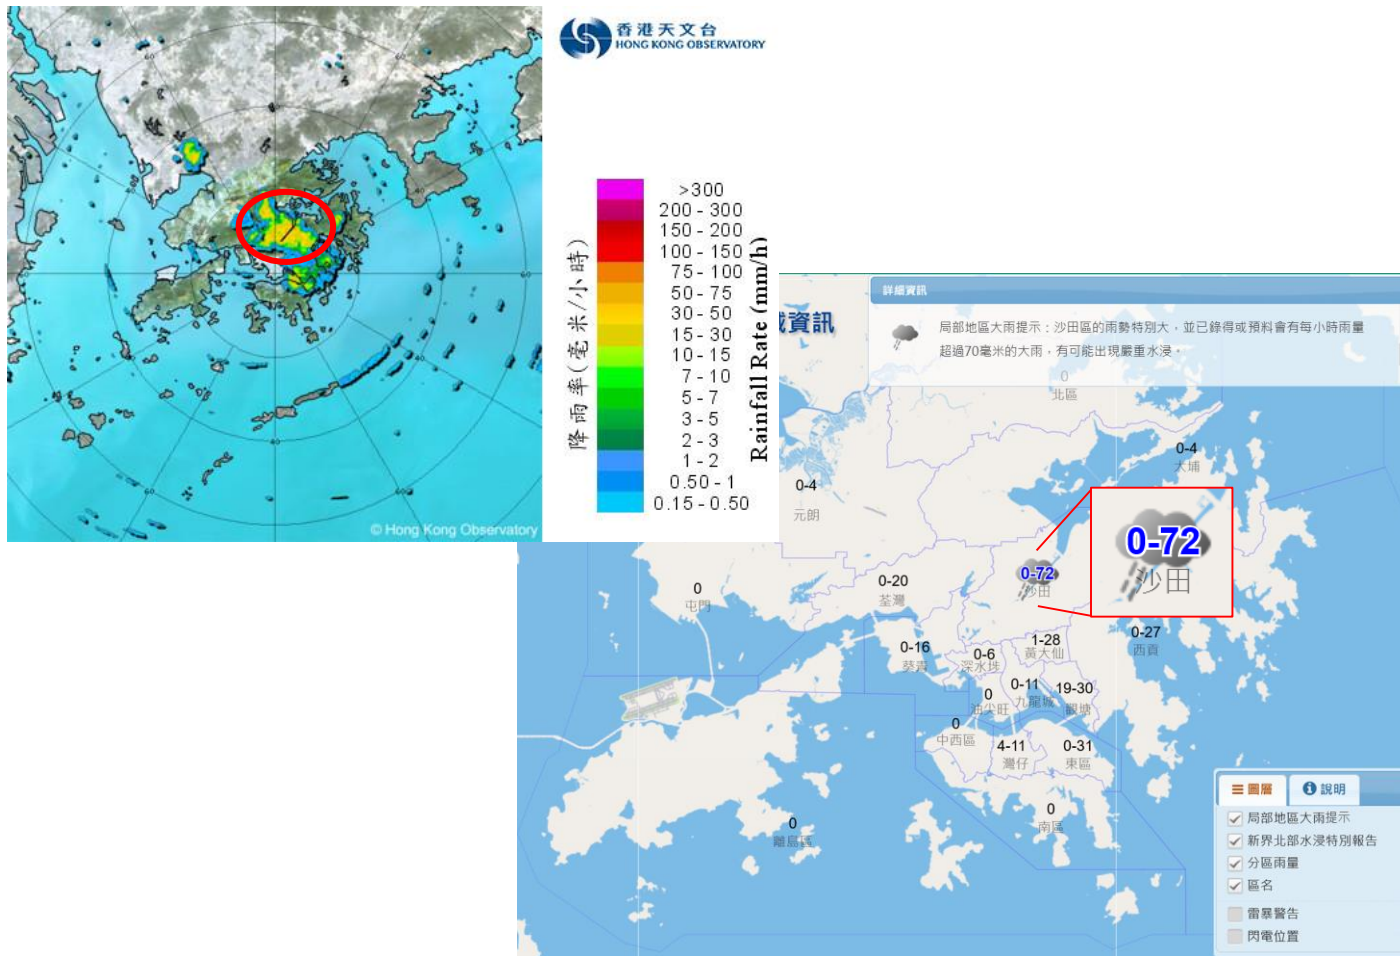 香港天文台
HONG KONG OBSERVATORY
60
60
40
40
60
40
60
60
© Hong Kong Observatory
降雨率(毫米/小時)
Rainfall Rate (mm/h)
>300
200 - 300
150 - 200
100 - 150
75 - 100
50 - 75
30 - 50
15 - 30
10 - 15
7 - 10
5 - 7
3 - 5
2 - 3
1 - 2
0.50 - 1
0.15 - 0.50
資訊
詳細資訊
局部地區大雨提示：沙田區的雨勢特別大，並已錄得或預料會有每小時雨量
超過70毫米的大雨，有可能出現嚴重水浸。
0
北區
0-4
大埔
0-4
元朗
0-72
沙田
0-72
沙田
0
屯門
0-20
荃灣
0-16
葵青
0-6
深水埗
1-28
黃大仙
0-27
西貢
0
油尖旺
0-11
九龍城
19-30
觀塘
0
中西區
4-11
灣仔
0-31
東區
0
南區
0
離島區
圖層
說明
局部地區大雨提示
新界北部水浸特別報告
分區雨量
區名
雷暴警告
閃電位置